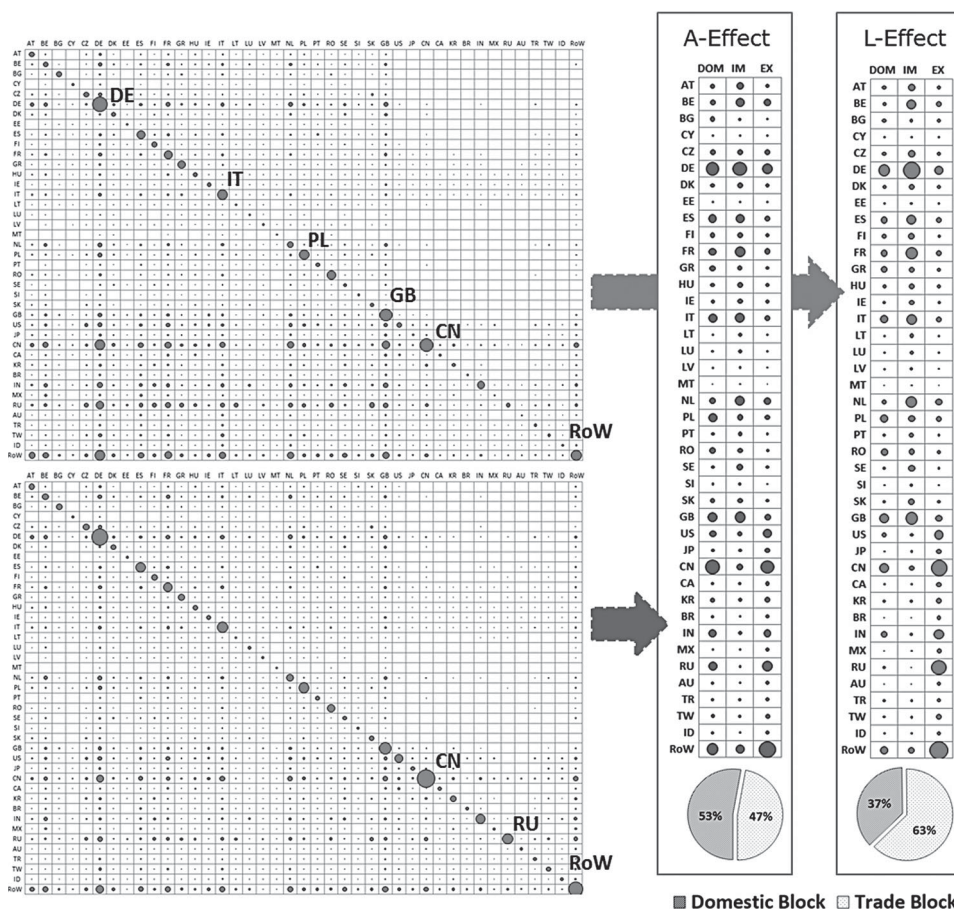 A-Effect
L-Effect
AT BE BG CY CZ DE DK EE ES FI FR GR HU IE IT LT LU LV MT NL PL PT RO SE SI SK GB US JP CN CA KR BR IN MX RU AU TR TW ID RoW
AT
BE
BG
CY
CZ
DE
DK
EE
ES
FI
FR
GR
HU
IE
IT
LT
LU
LV
MT
NL
PL
PT
RO
SE
SI
SK
GB
US
JP
CN
CA
KR
BR
IN
MX
RU
AU
TR
TW
ID
RoW
DE
IT
PL
GB
CN
RoW
AT BE BG CY CZ DE DK EE ES FI FR GR HU IE IT LT LU LV MT NL PL PT RO SE SI SK GB US JP CN CA KR BR IN MX RU AU TR TW ID RoW
AT
BE
BG
CY
CZ
DE
DK
EE
ES
FI
FR
GR
HU
IE
IT
LT
LU
LV
MT
NL
PL
PT
RO
SE
SI
SK
GB
US
JP
CN
CA
KR
BR
IN
MX
RU
AU
TR
TW
ID
RoW
CN
RU
RoW
DOM IM EX
AT
BE
BG
CY
CZ
DE
DK
EE
ES
FI
FR
GR
HU
IE
IT
LT
LU
LV
MT
NL
PL
PT
RO
SE
SI
SK
GB
US
JP
CN
CA
KR
BR
IN
MX
RU
AU
TR
TW
ID
RoW
53% 47%
DOM IM EX
AT
BE
BG
CY
CZ
DE
DK
EE
ES
FI
FR
GR
HU
IE
IT
LT
LU
LV
MT
NL
PL
PT
RO
SE
SI
SK
GB
US
JP
CN
CA
KR
BR
IN
MX
RU
AU
TR
TW
ID
RoW
37%
63%
Domestic Block Trade Block